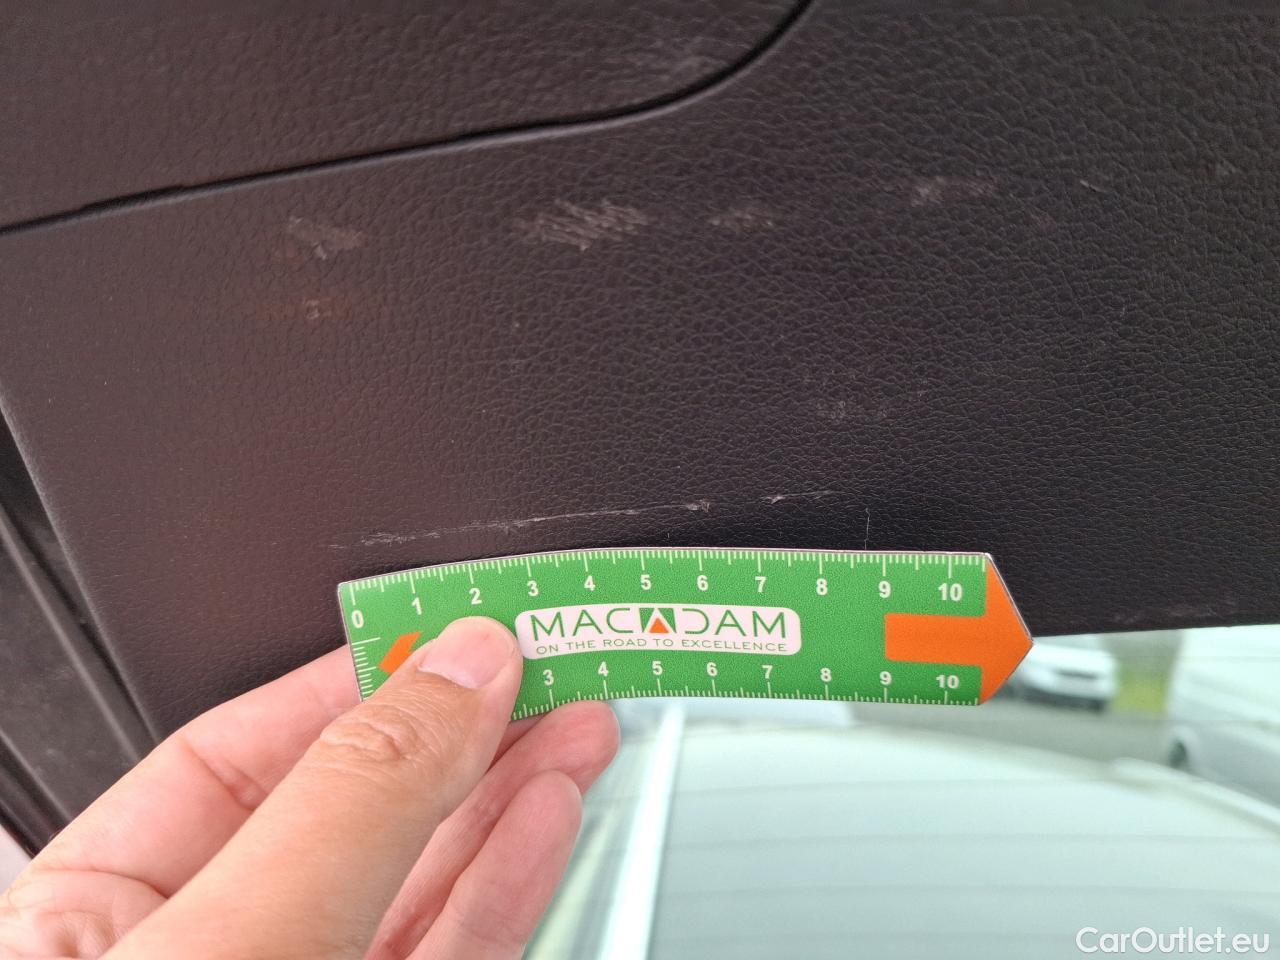 0 1 2 3 4 5 6 7 8 9 10
MACADAM
ON THE ROAD TO EXCELLENCE
3 4 5 6 7 8 9 10
CarOutlet.eu